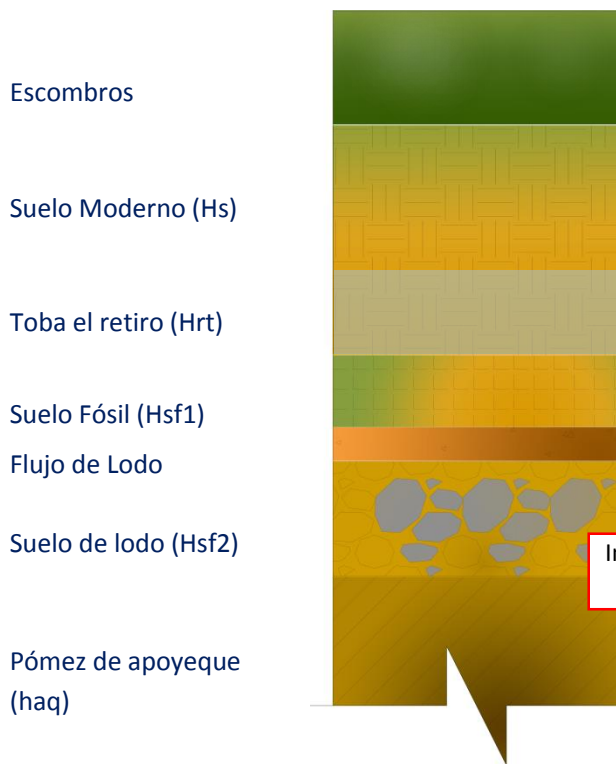 Escombros
Suelo Moderno (Hs)
Toba el retiro (Hrt)
Suelo Fósil (Hsf1)
Flujo de Lodo
Suelo de lodo (Hsf2)
Pómez de apoyeque
(haq)